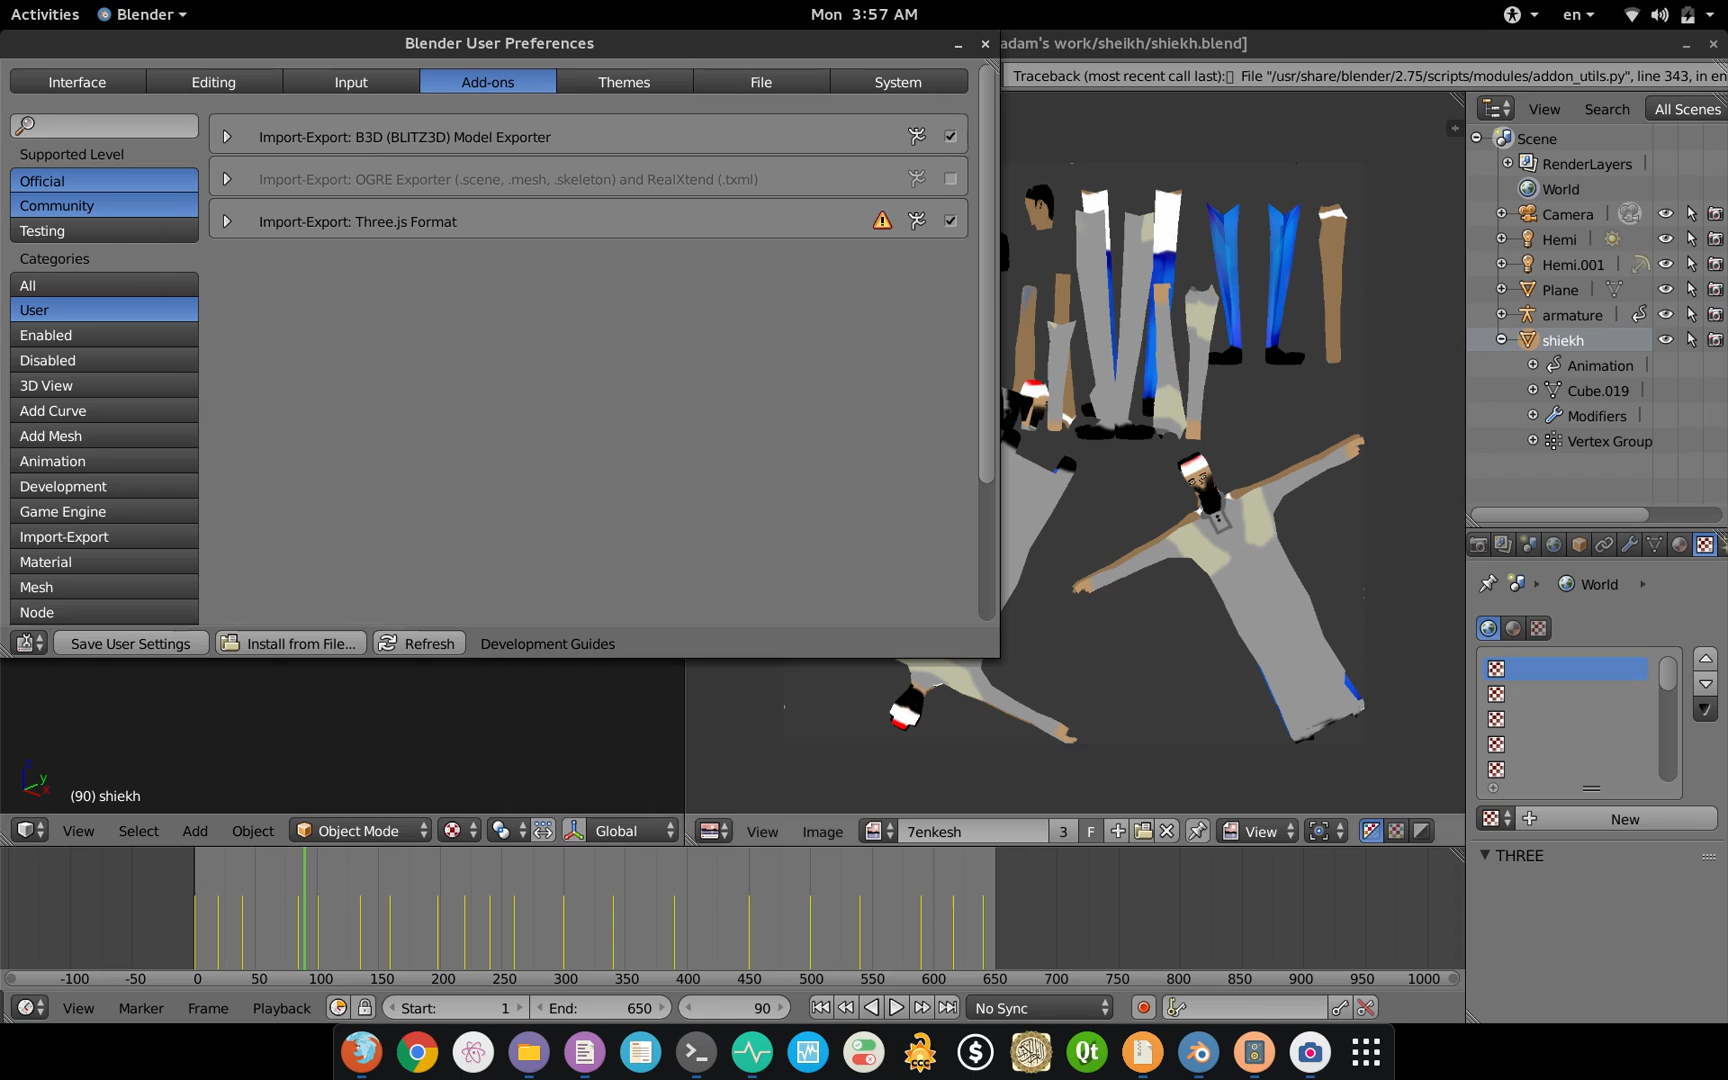 Activities Blender Mon 3:57 AM en
Blender User Preferences
adam's work/sheikh/shiekh.blend]
Interface Editing Input Add-ons Themes File System
Traceback (most recent call last): File "/usr/share/blender/2.75/scripts/modules/addon_utils.py", line 343, in en
View Search All Scenes
Supported Level
Official
Community
Testing
Categories
All
User
Enabled
Disabled
3D View
Add Curve
Add Mesh
Animation
Development
Game Engine
Import-Export
Material
Mesh
Node
Import-Export: B3D (BLITZ3D) Model Exporter
Import-Export: OGRE Exporter (.scene, .mesh, .skeleton) and RealXtend (.txml)
Import-Export: Three.js Format
Save User Settings Install from File... Refresh Development Guides
Scene
RenderLayers
World
Camera
Hemi
Hemi.001
Plane
armature
shiekh
Animation
Cube.019
Modifiers
Vertex Group
World
New
THREE
z
y
x
(90) shiekh
View Select Add Object Object Mode Global
View Image 7enkesh 3 F View
-100 -50 0 50 100 150 200 250 300 350 400 450 500 550 600 650 700 750 800 850 900 950 1000
View Marker Frame Playback Start: 1 End: 650 90 No Sync
CCC
$
Qt